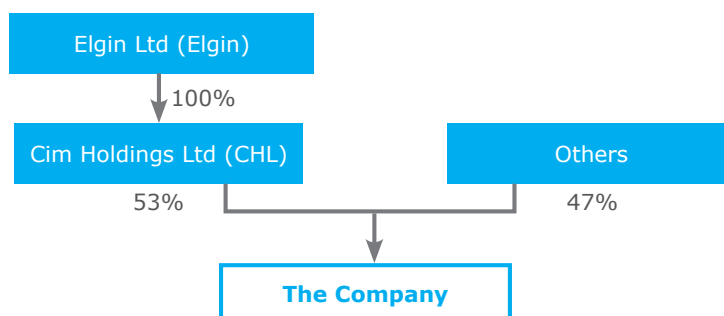 Elgin Ltd (Elgin)
100%
Cim Holdings Ltd (CHL)
Others
53%
47%
The Company